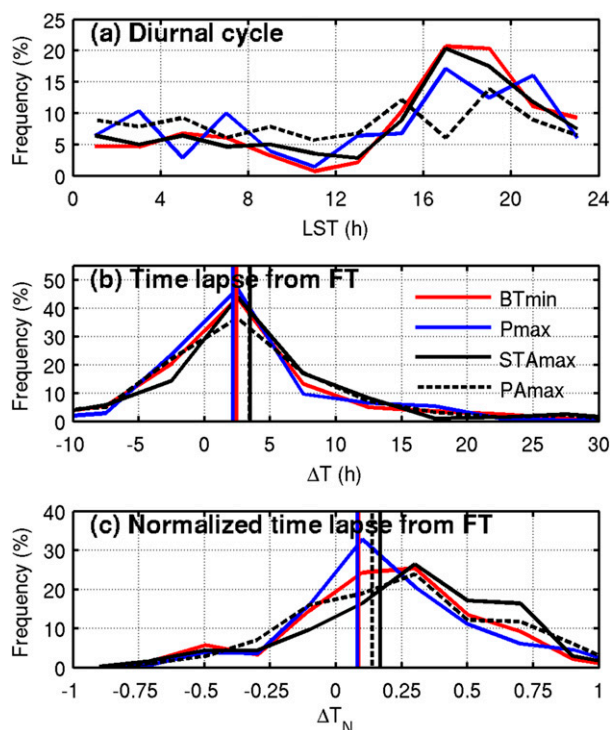 (a) Diurnal cycle
Frequency (%)
25
20
15
10
5
0
0 4 8 12 16 20 24
LST (h)
(b) Time lapse from FT
Frequency (%)
50
40
30
20
10
0
-10 -5 0 5 10 15 20 25 30
ΔT (h)
BTmin
Pmax
STAmax
PAmax
(c) Normalized time lapse from FT
Frequency (%)
40
30
20
10
0
-1 -0.75 -0.5 -0.25 0 0.25 0.5 0.75 1
ΔT_N